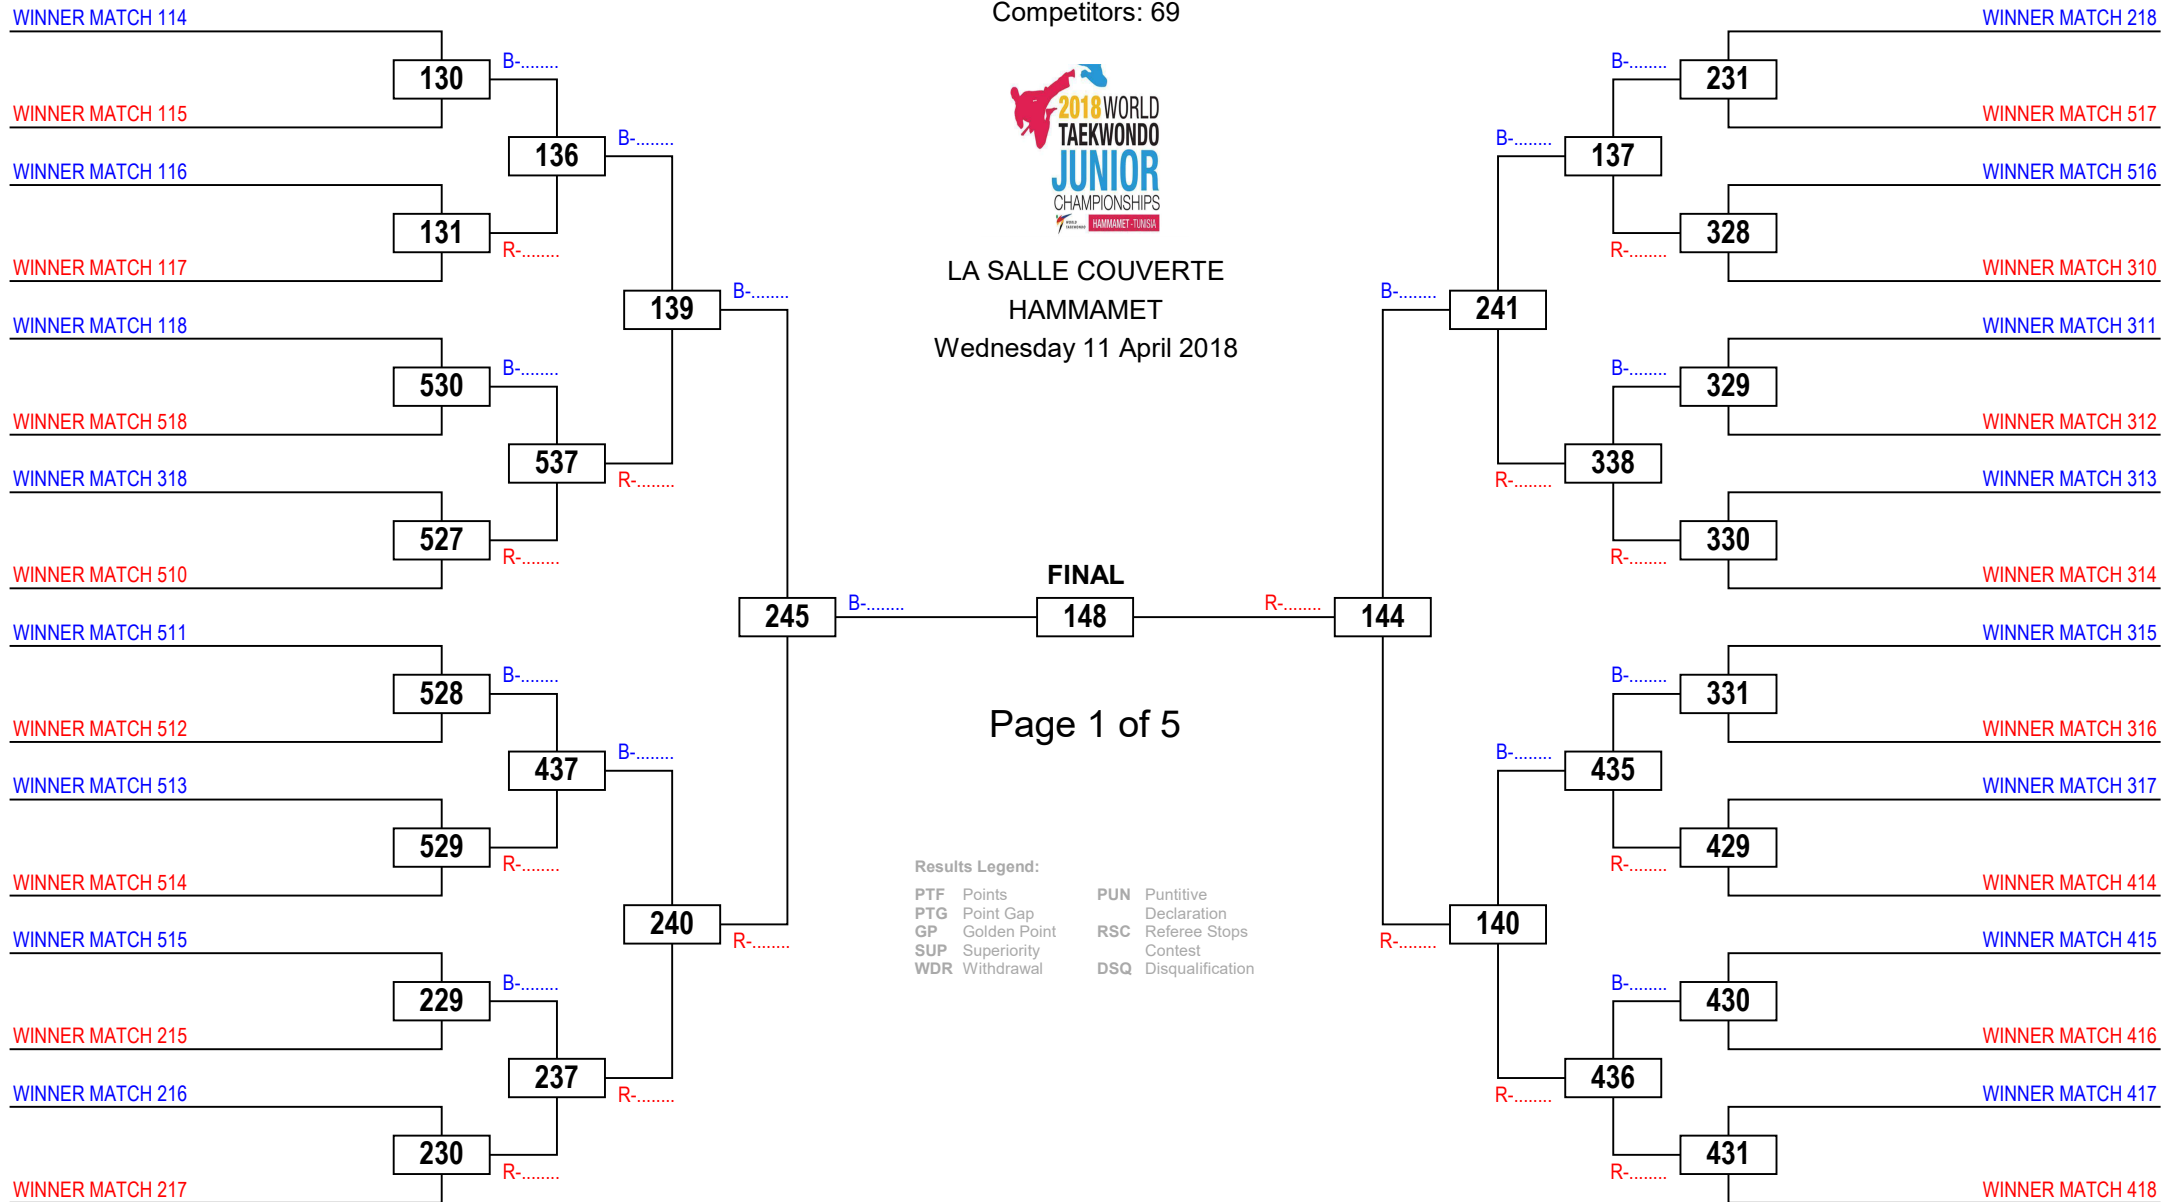 Competitors: 69
2018 WORLD
TAEKWONDO
JUNIOR
CHAMPIONSHIPS
WORLD
TAEKWONDO
HAMMAMET - TUNISIA
LA SALLE COUVERTE
HAMMAMET
Wednesday 11 April 2018
WINNER MATCH 114
130
WINNER MATCH 115
B-........
136
WINNER MATCH 116
131
WINNER MATCH 117
R-........
B-........
139
WINNER MATCH 118
530
WINNER MATCH 518
B-........
537
WINNER MATCH 318
527
WINNER MATCH 510
R-........
R-........
B-........
245
WINNER MATCH 511
528
WINNER MATCH 512
B-........
437
WINNER MATCH 513
529
WINNER MATCH 514
R-........
B-........
240
WINNER MATCH 515
229
WINNER MATCH 215
B-........
237
WINNER MATCH 216
230
WINNER MATCH 217
R-........
R-........
R-........
B-........
FINAL
148
R-........
144
Page 1 of 5
Results Legend:
PTF Points
PTG Point Gap
GP Golden Point
SUP Superiority
WDR Withdrawal
PUN Puntitive
Declaration
RSC Referee Stops
Contest
DSQ Disqualification
WINNER MATCH 218
231
WINNER MATCH 517
B-........
137
WINNER MATCH 516
328
WINNER MATCH 310
R-........
B-........
241
WINNER MATCH 311
329
WINNER MATCH 312
B-........
338
WINNER MATCH 313
330
WINNER MATCH 314
R-........
R-........
B-........
WINNER MATCH 315
331
WINNER MATCH 316
B-........
435
WINNER MATCH 317
429
WINNER MATCH 414
R-........
B-........
140
WINNER MATCH 415
430
WINNER MATCH 416
B-........
436
WINNER MATCH 417
431
WINNER MATCH 418
R-........
R-........
R-........